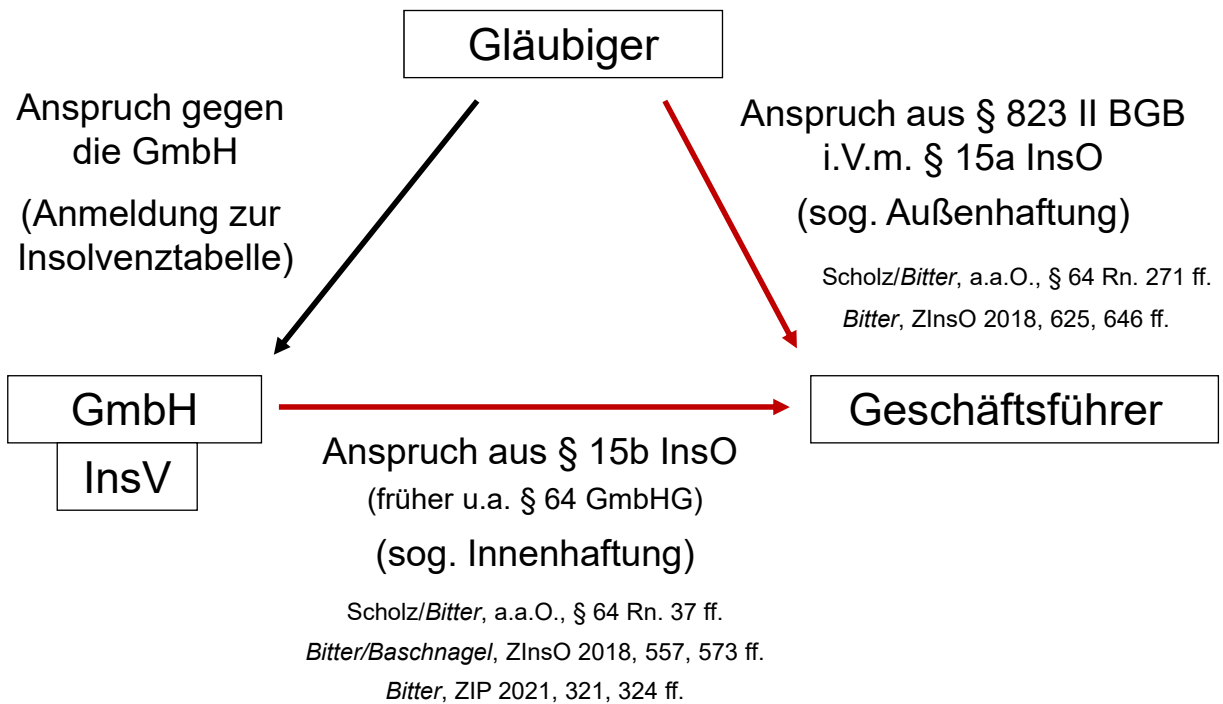 Gläubiger
Anspruch gegen
die GmbH
(Anmeldung zur
Insolvenztabelle)
Anspruch aus § 823 II BGB
i.V.m. § 15a InsO
(sog. Außenhaftung)
Scholz/Bitter, a.a.O., § 64 Rn. 271 ff.
Bitter, ZInsO 2018, 625, 646 ff.
GmbH
InsV
Geschäftsführer
Anspruch aus § 15b InsO
(früher u.a. § 64 GmbHG)
(sog. Innenhaftung)
Scholz/Bitter, a.a.O., § 64 Rn. 37 ff.
Bitter/Baschnagel, ZInsO 2018, 557, 573 ff.
Bitter, ZIP 2021, 321, 324 ff.